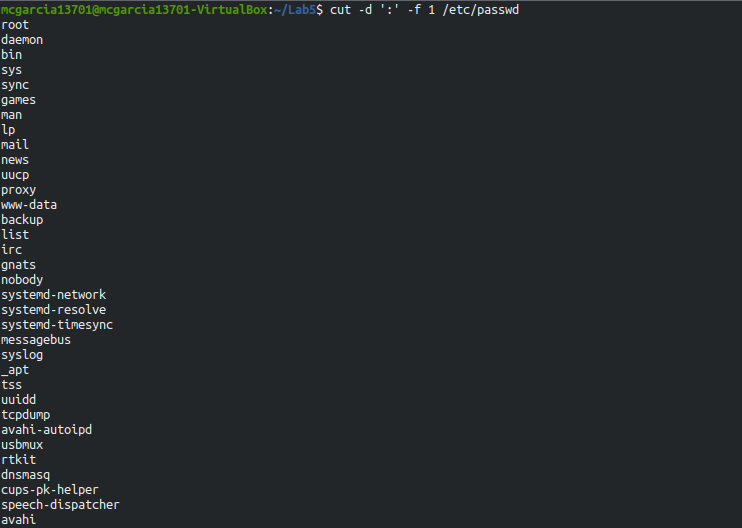 mcgarcia13701@mcgarcia13701-VirtualBox:~/Lab5$ cut -d ':' -f 1 /etc/passwd
root
daemon
bin
sys
sync
games
man
lp
mail
news
uucp
proxy
www-data
backup
list
irc
gnats
nobody
systemd-network
systemd-resolve
systemd-timesync
messagebus
syslog
_apt
tss
uuidd
tcpdump
avahi-autoipd
usbmux
rtkit
dnsmasq
cups-pk-helper
speech-dispatcher
avahi